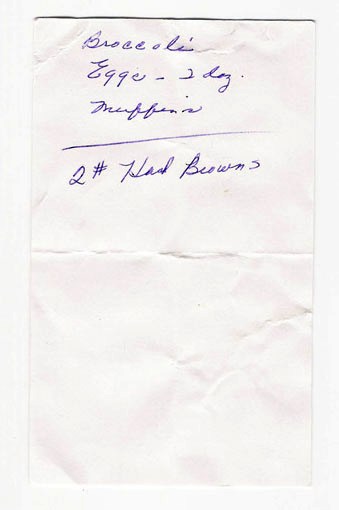 Broccoli
Eggs - 2 doz.
Muffins
2# Hash Browns